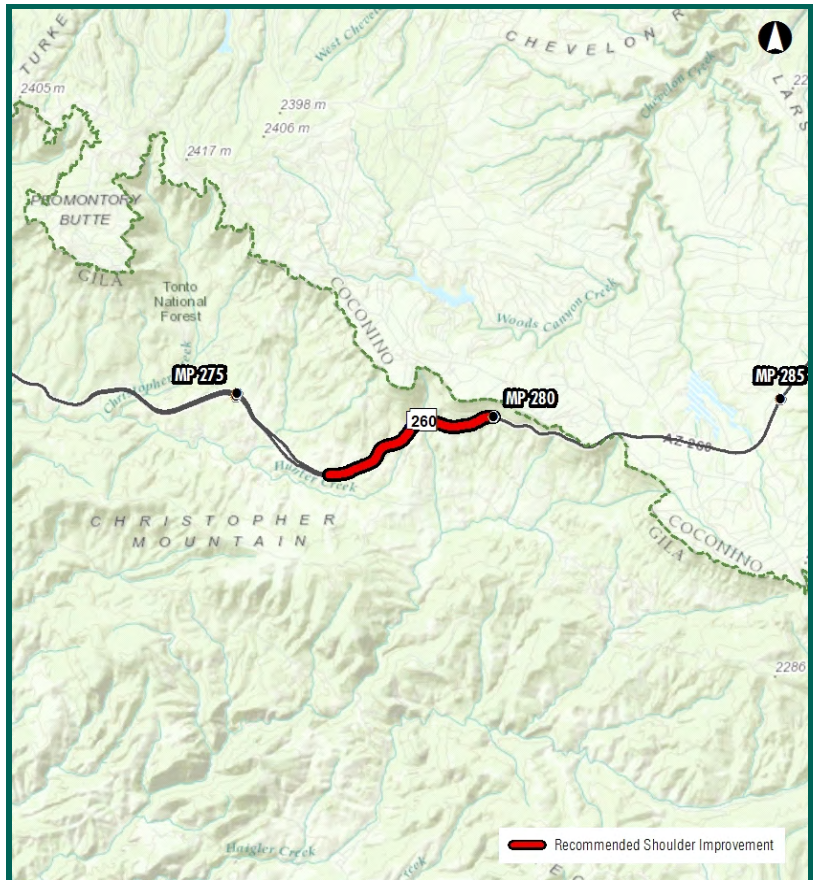 TURKE
West Chevelon
CHEVELON R
Chevelon Creek
LARS
2405 m
2398 m
2406 m
2417 m
PROMONTORY
BUTTE
GILA
COCONINO
Tonto
National
Forest
Woods Canyon Creek
MP 275
Christopher Creek
MP 280
MP 285
260
AZ 260
Hunter Creek
CHRISTOPHER
MOUNTAIN
COCONINO
GILA
2286
Haigler Creek
Recommended Shoulder Improvement